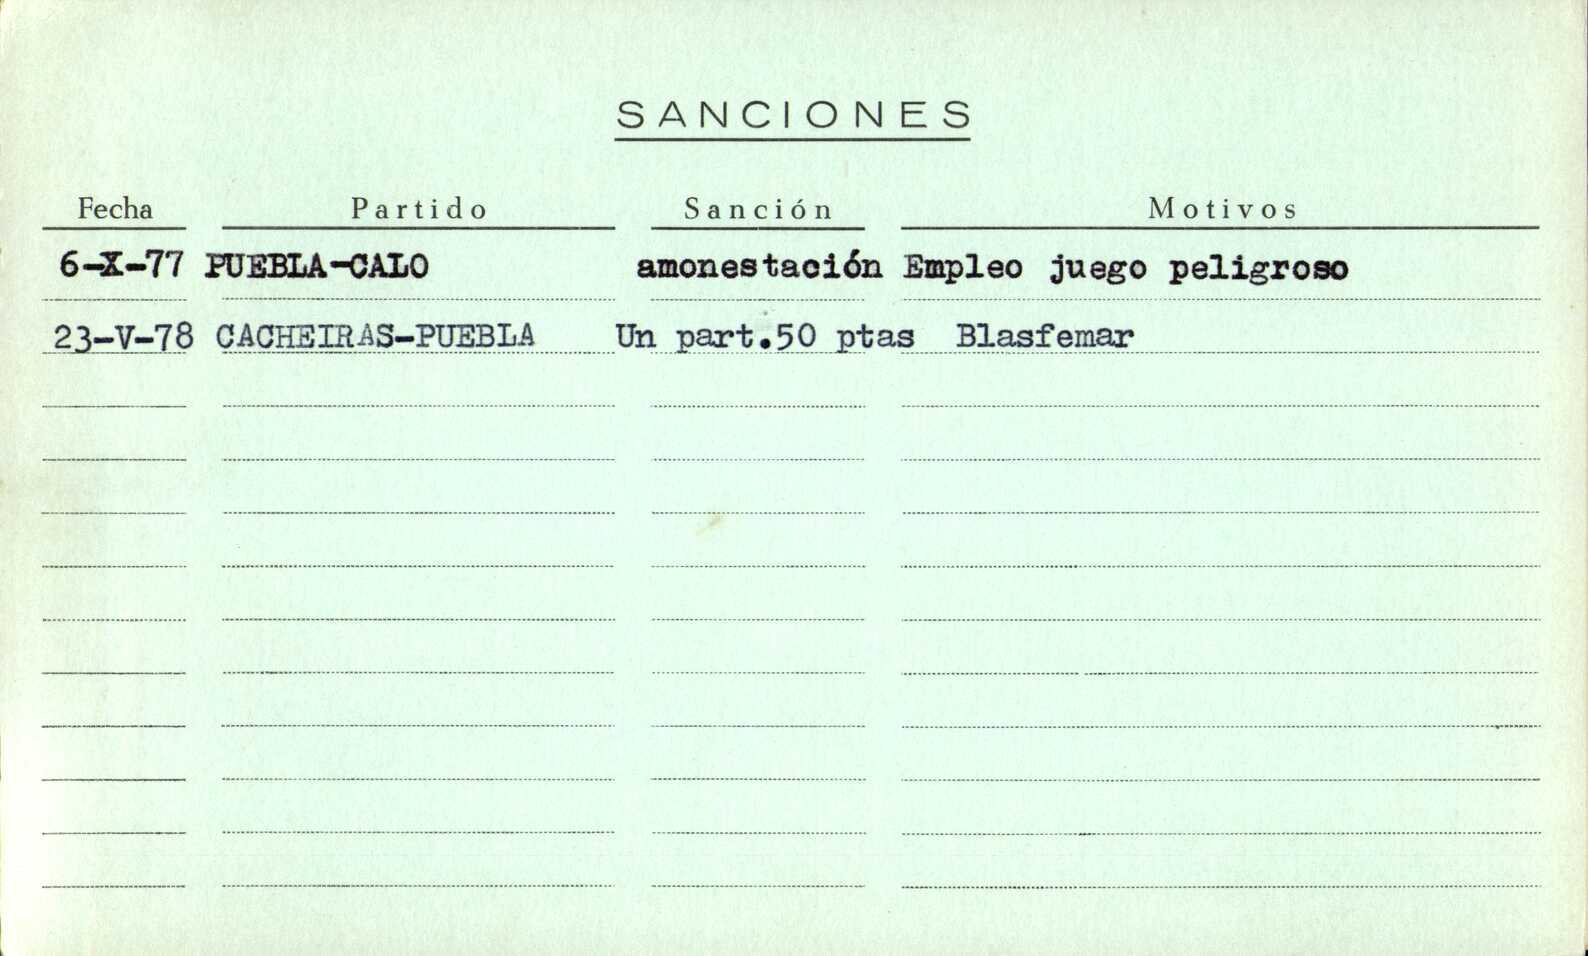 SANCIONES
Fecha Partido Sanción Motivos
6-X-77 PUEBLA-CALO amonestación Empleo juego peligroso
23-V-78 CACHEIRAS-PUEBLA Un part.50 ptas Blasfemar